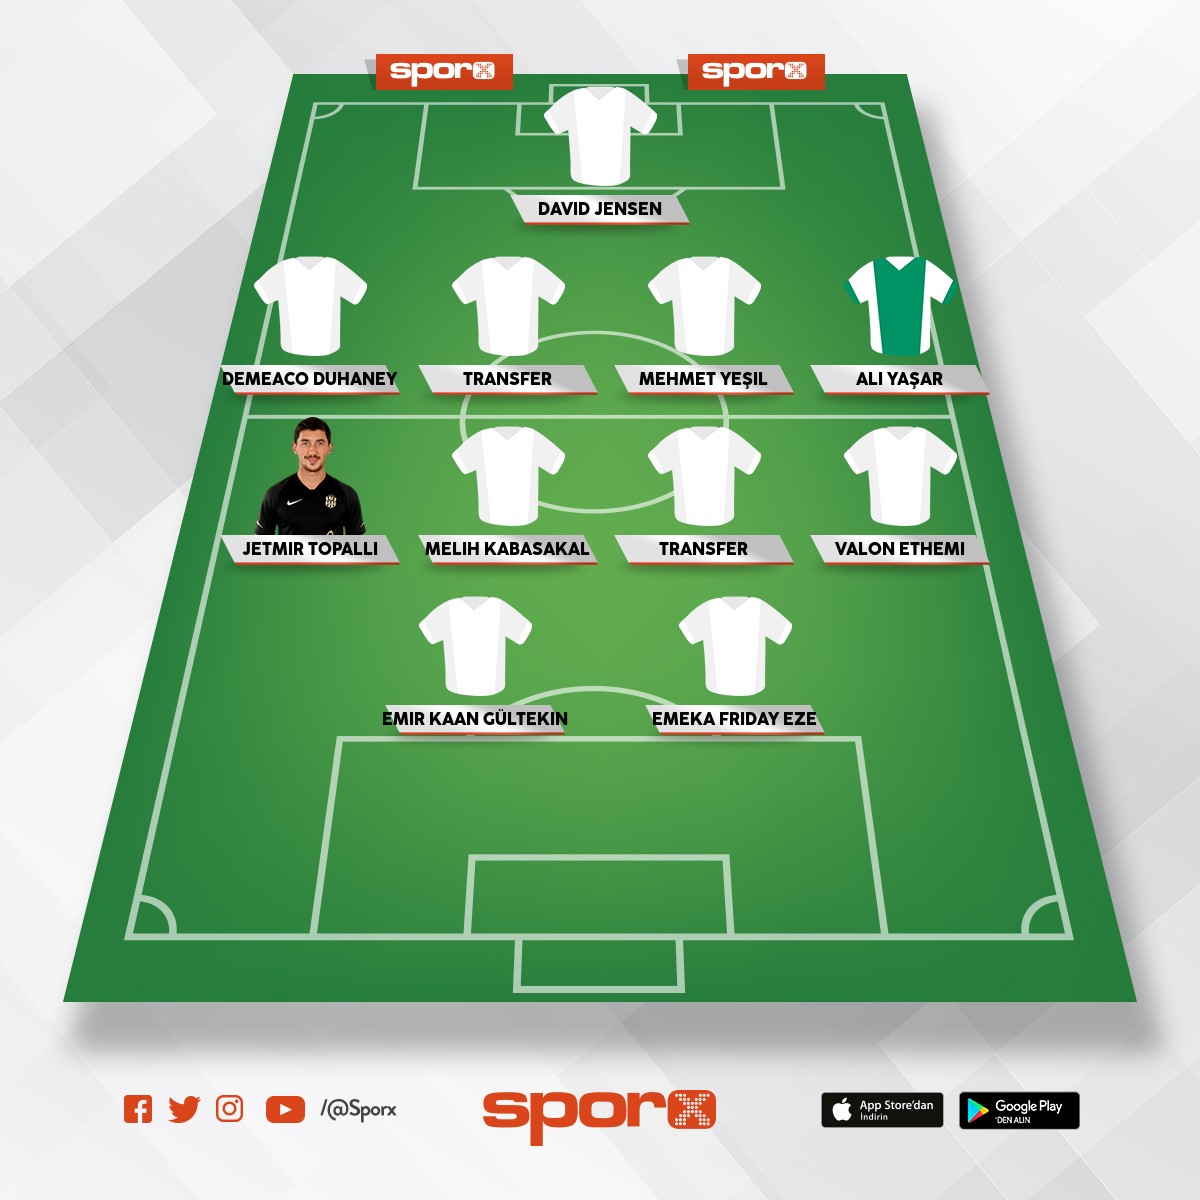 sporx
sporx
DAVID JENSEN
DEMEACO DUHANEY
TRANSFER
MEHMET YEŞIL
ALI YAŞAR
JETMIR TOPALLI
MELIH KABASAKAL
TRANSFER
VALON ETHEMI
EMIR KAAN GÜLTEKIN
EMEKA FRIDAY EZE
/@Sporx
sporx
App Store'dan
İndirin
Google Play
'DEN ALIN